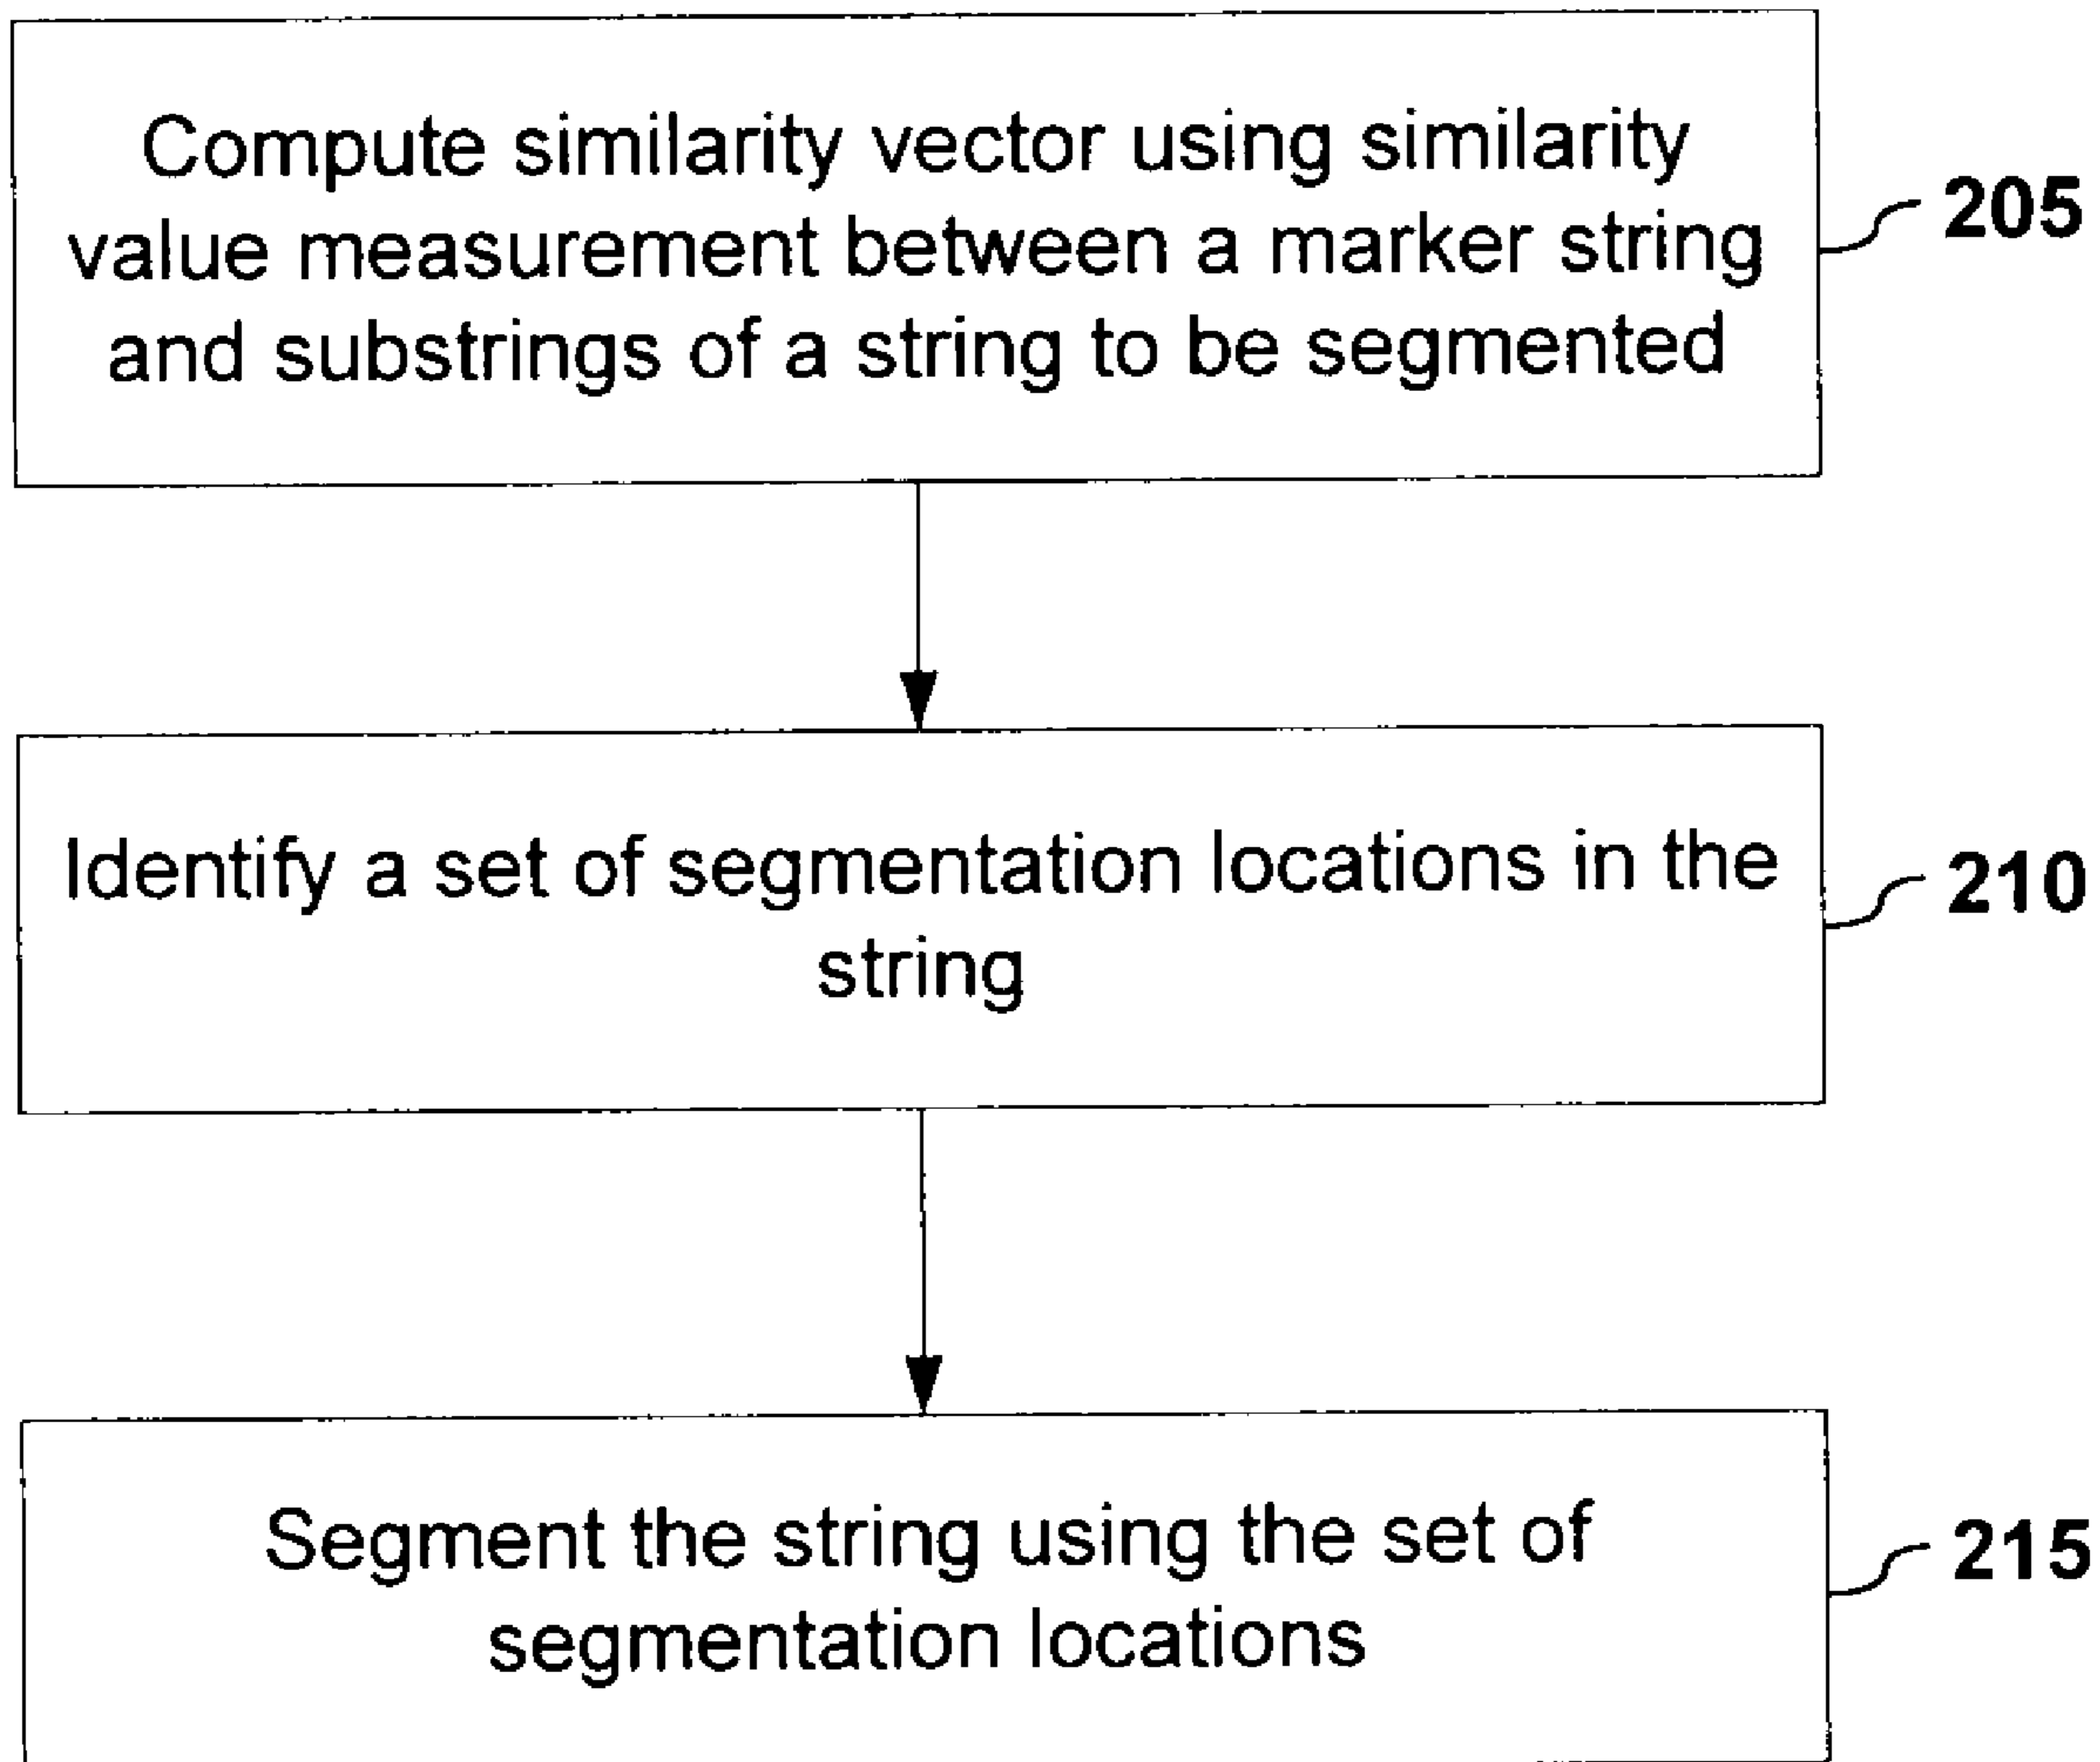 Compute similarity vector using similarity
value measurement between a marker string
and substrings of a string to be segmented
205
Identify a set of segmentation locations in the
string
210
Segment the string using the set of
segmentation locations
215